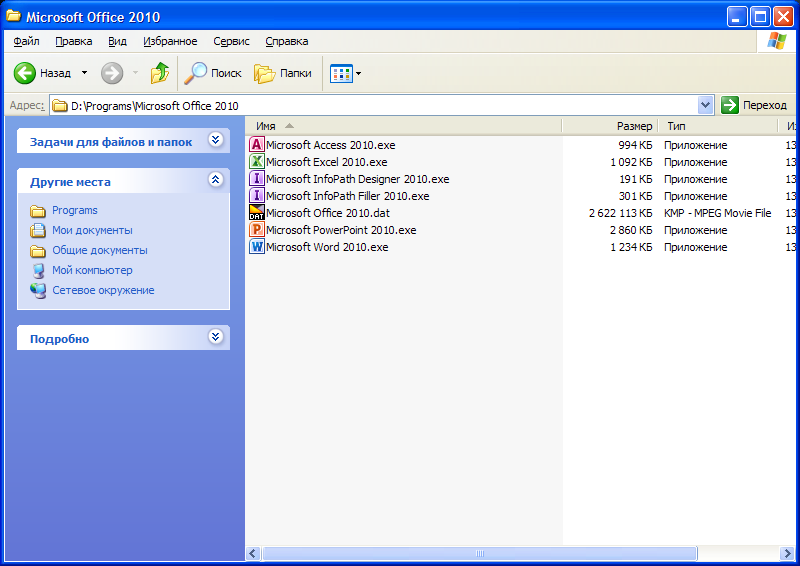 Microsoft Office 2010
Файл Правка Вид Избранное Сервис Справка
Назад Поиск Папки
Адрес: D:\Programs\Microsoft Office 2010 Переход
Задачи для файлов и папок
Другие места
Programs
Мои документы
Общие документы
Мой компьютер
Сетевое окружение
Подробно
Имя Размер Тип Из
Microsoft Access 2010.exe 994 КБ Приложение 13
Microsoft Excel 2010.exe 1 092 КБ Приложение 13
Microsoft InfoPath Designer 2010.exe 191 КБ Приложение 13
Microsoft InfoPath Filler 2010.exe 301 КБ Приложение 13
DAT Microsoft Office 2010.dat 2 622 113 КБ KMP - MPEG Movie File 13
Microsoft PowerPoint 2010.exe 2 860 КБ Приложение 13
Microsoft Word 2010.exe 1 234 КБ Приложение 13